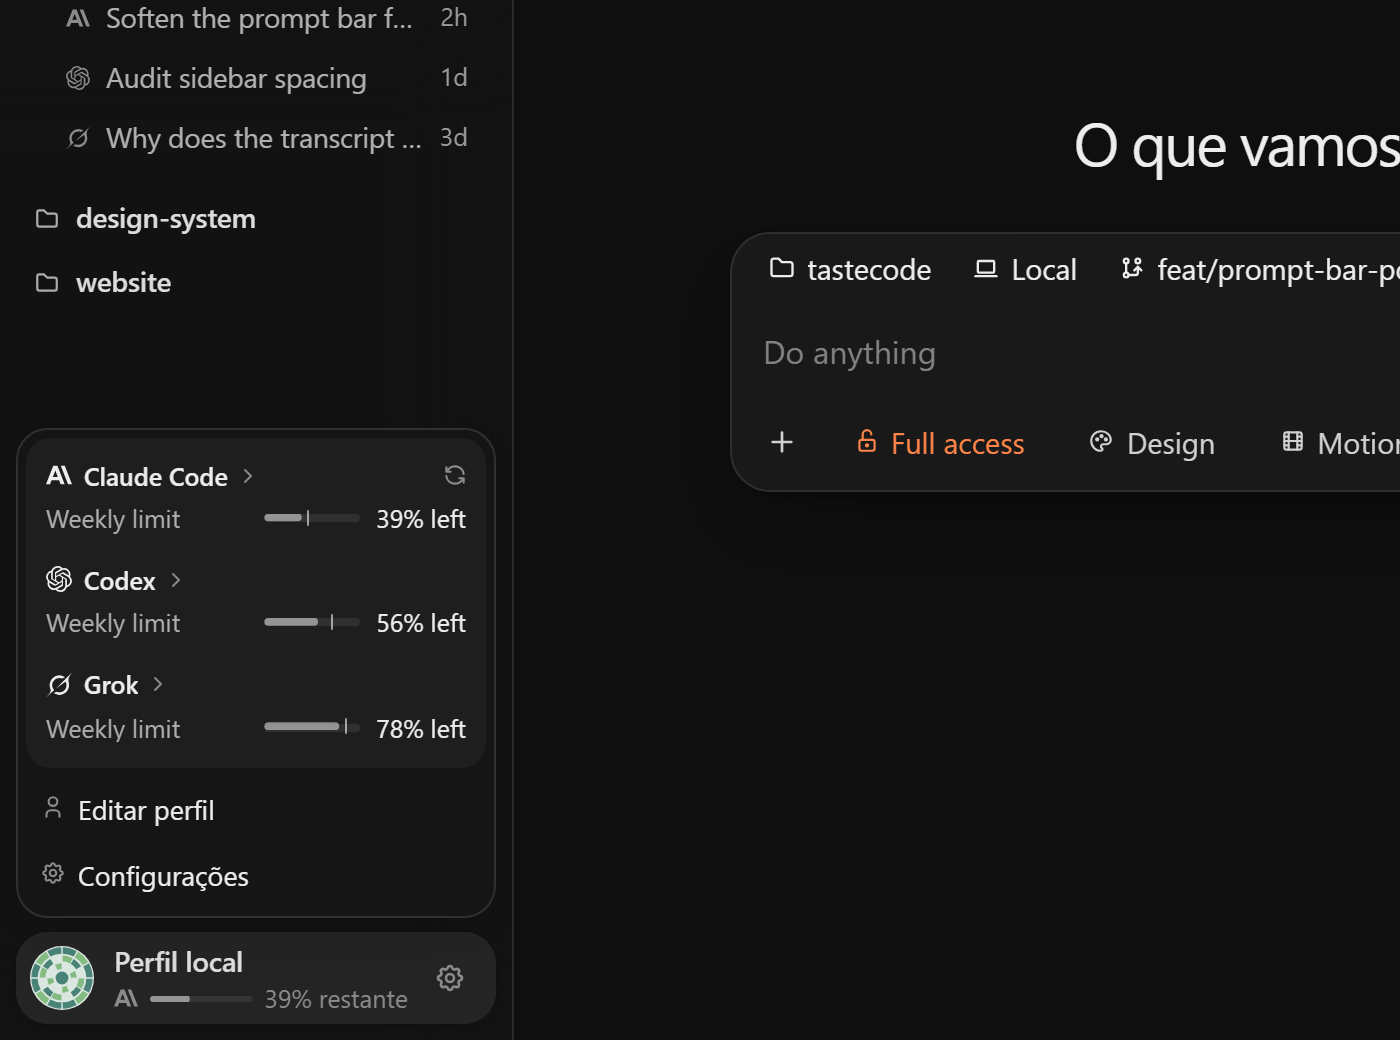 Soften the prompt bar f... 2h
Audit sidebar spacing 1d
Why does the transcript ... 3d
design-system
website
Claude Code
Weekly limit 39% left
Codex
Weekly limit 56% left
Grok
Weekly limit 78% left
Editar perfil
Configurações
Perfil local
39% restante
O que vamos
tastecode Local feat/prompt-bar-po
Do anything
Full access Design Motion